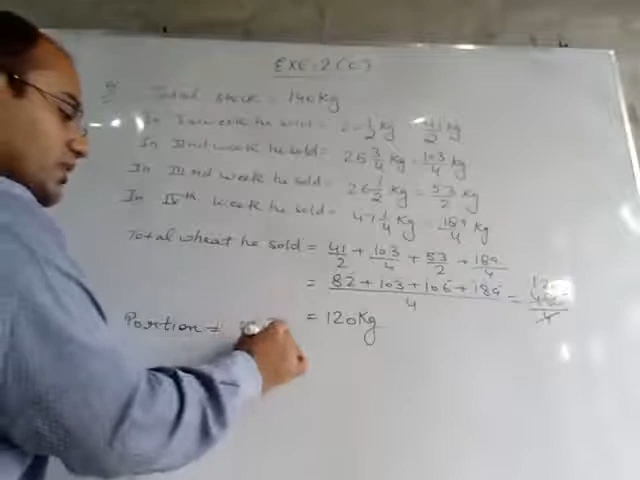 EXE:2(C)
Total stock = 140 Kg
In Ist week he sold = 20 1/2 Kg = 41/2 Kg
In IInd week he sold = 25 3/4 Kg = 103/4 Kg
In IIIrd week he sold = 26 1/2 Kg = 53/2 Kg
In IVth week he sold = 47 1/4 Kg = 189/4 Kg
Total wheat he sold = 41/2 + 103/4 + 53/2 + 189/4
= 82+103+106+189/4 = 480/4
Portion = = 120Kg